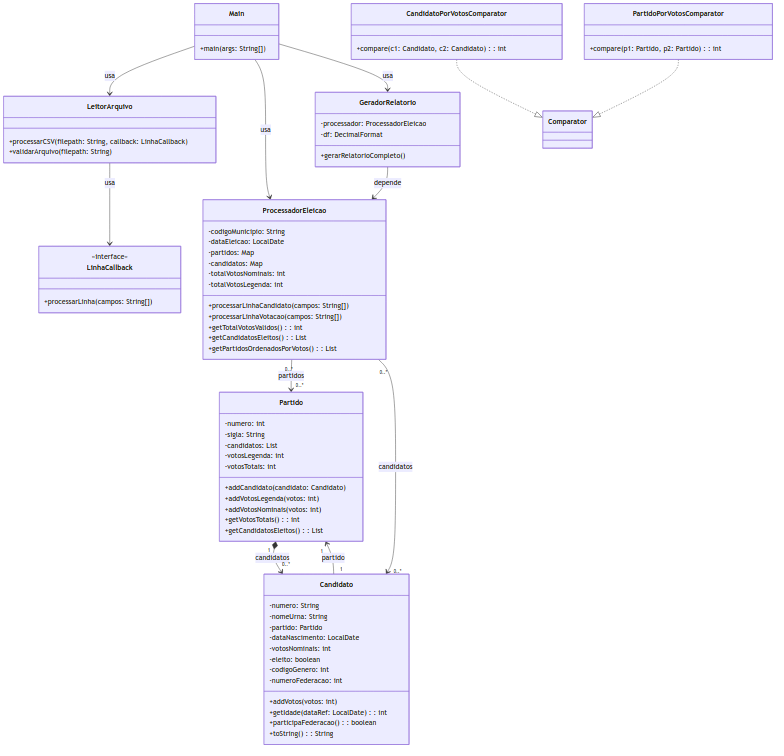 Main
+main(args: String[])
CandidatoPorVotosComparator
+compare(c1: Candidato, c2: Candidato) : : int
PartidoPorVotosComparator
+compare(p1: Partido, p2: Partido) : : int
usa
usa
usa
LeitorArquivo
+processarCSV(filepath: String, callback: LinhaCallback)
+validarArquivo(filepath: String)
GeradorRelatorio
-processador: ProcessadorEleicao
-df: DecimalFormat
+gerarRelatorioCompleto()
Comparator
usa
depende
«interface»
LinhaCallback
+processarLinha(campos: String[])
ProcessadorEleicao
-codigoMunicipio: String
-dataEleicao: LocalDate
-partidos: Map
-candidatos: Map
-totalVotosNominais: int
-totalVotosLegenda: int
+processarLinhaCandidato(campos: String[])
+processarLinhaVotacao(campos: String[])
+getTotalVotosValidos() : : int
+getCandidatosEleitos() : : List
+getPartidosOrdenadosPorVotos() : : List
0..*
partidos
0..*
0..*
candidatos
0..*
Partido
-numero: int
-sigla: String
-candidatos: List
-votosLegenda: int
-votosTotais: int
+addCandidato(candidato: Candidato)
+addVotosLegenda(votos: int)
+addVotosNominais(votos: int)
+getVotosTotais() : : int
+getCandidatosEleitos() : : List
1
candidatos
0..*
1
partido
1
Candidato
-numero: String
-nomeUrna: String
-partido: Partido
-dataNascimento: LocalDate
-votosNominais: int
-eleito: boolean
-codigoGenero: int
-numeroFederacao: int
+addVotos(votos: int)
+getIdade(dataRef: LocalDate) : : int
+participaFederacao() : : boolean
+toString() : : String